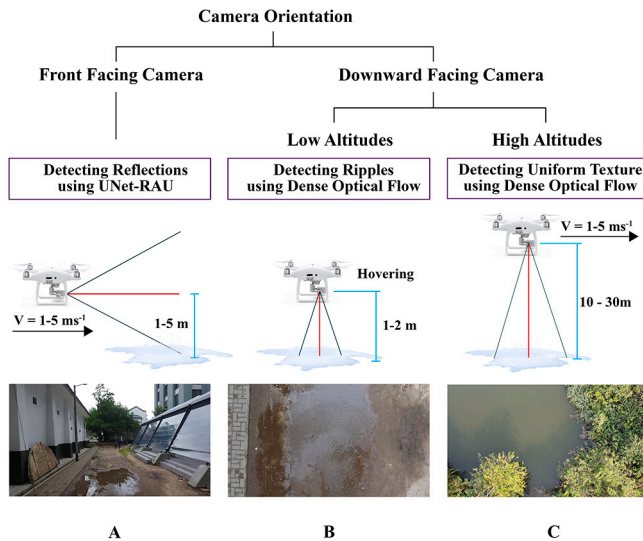 Camera Orientation
Front Facing Camera
Downward Facing Camera
Low Altitudes
High Altitudes
Detecting Reflections
using UNet-RAU
Detecting Ripples
using Dense Optical Flow
Detecting Uniform Texture
using Dense Optical Flow
V = 1-5 ms⁻¹
1-5 m
Hovering
1-2 m
V = 1-5 ms⁻¹
10 - 30m
A
B
C